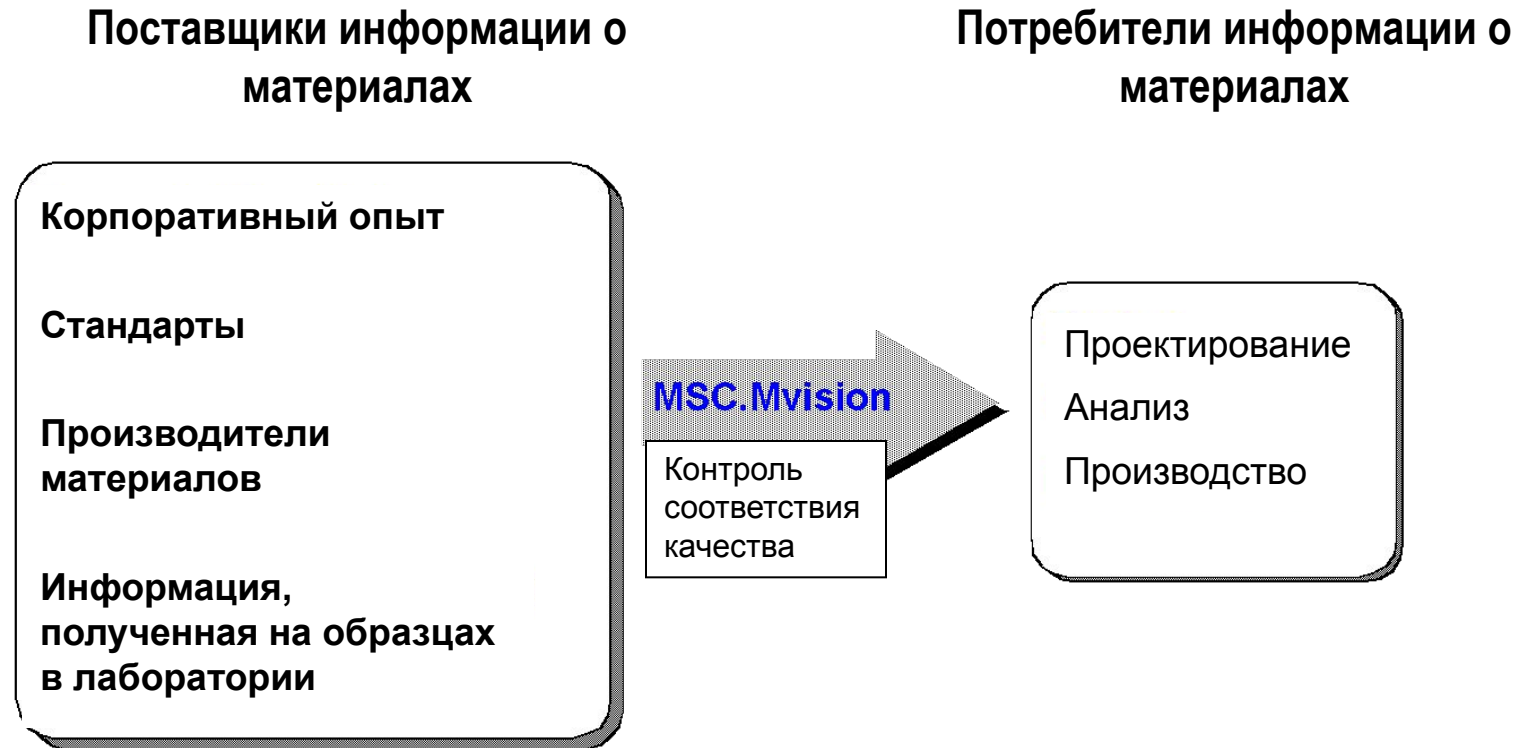 Поставщики информации о
материалах
Потребители информации о
материалах
Корпоративный опыт
Стандарты
Производители
материалов
Информация,
полученная на образцах
в лаборатории
MSC.Mvision
Контроль
соответствия
качества
Проектирование
Анализ
Производство